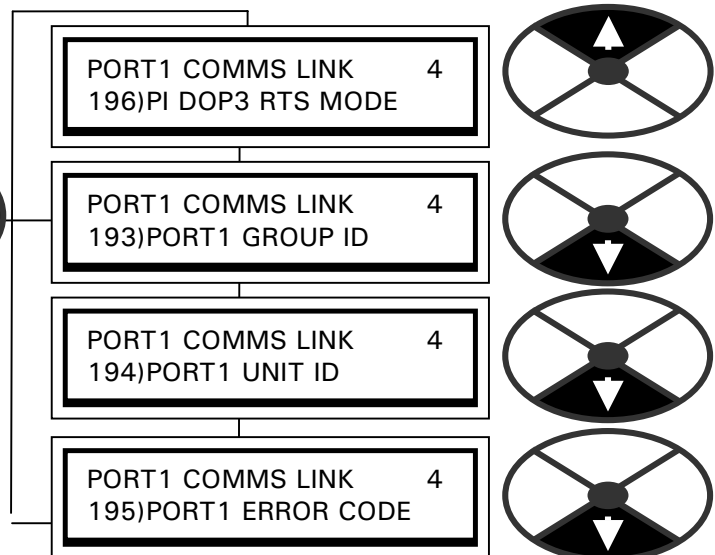 PORT1 COMMS LINK 4
196)PI DOP3 RTS MODE
PORT1 COMMS LINK 4
193)PORT1 GROUP ID
PORT1 COMMS LINK 4
194)PORT1 UNIT ID
PORT1 COMMS LINK 4
195)PORT1 ERROR CODE